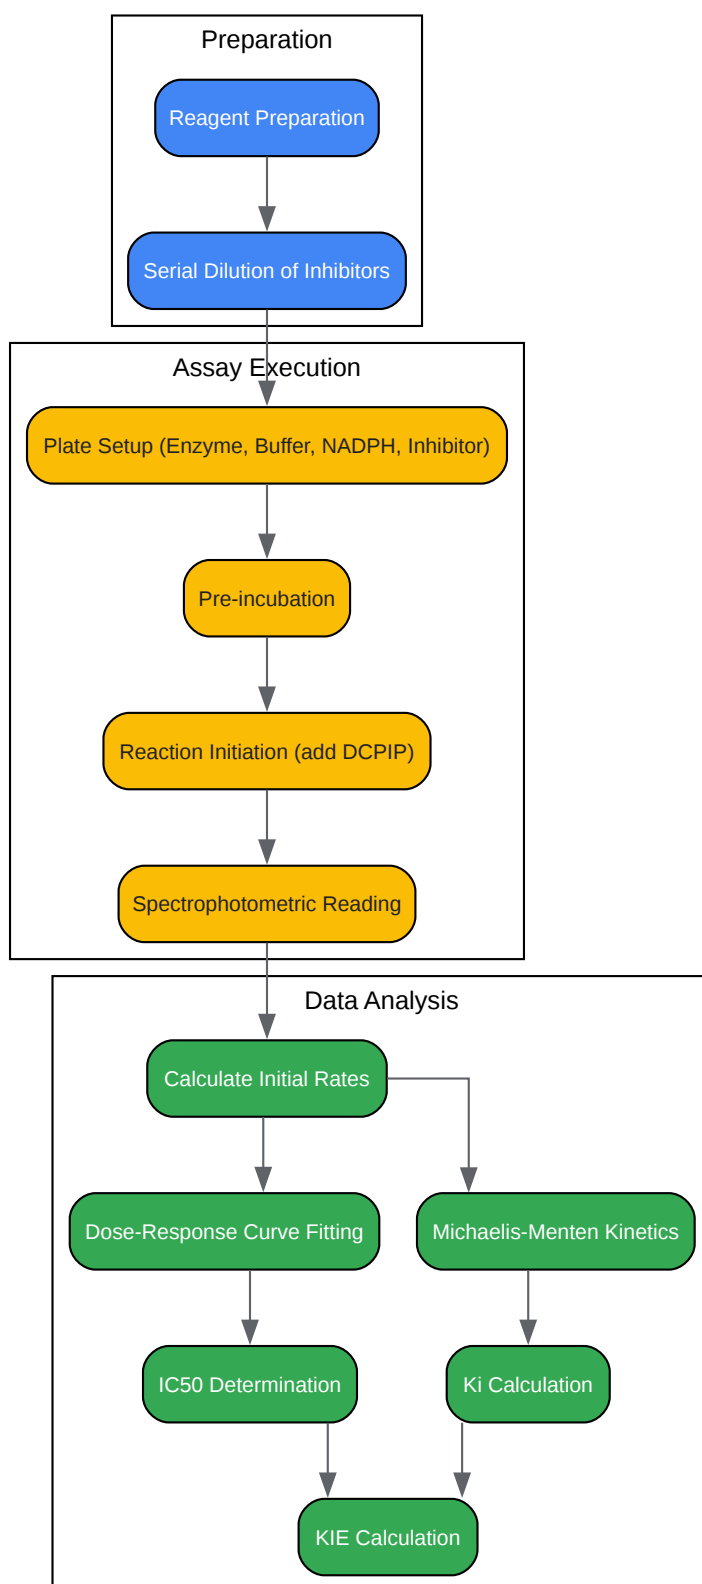 Preparation
Reagent Preparation
Serial Dilution of Inhibitors
Assay Execution
Plate Setup (Enzyme, Buffer, NADPH, Inhibitor)
Pre-incubation
Reaction Initiation (add DCPIP)
Spectrophotometric Reading
Data Analysis
Calculate Initial Rates
Dose-Response Curve Fitting
Michaelis-Menten Kinetics
IC50 Determination
Ki Calculation
KIE Calculation